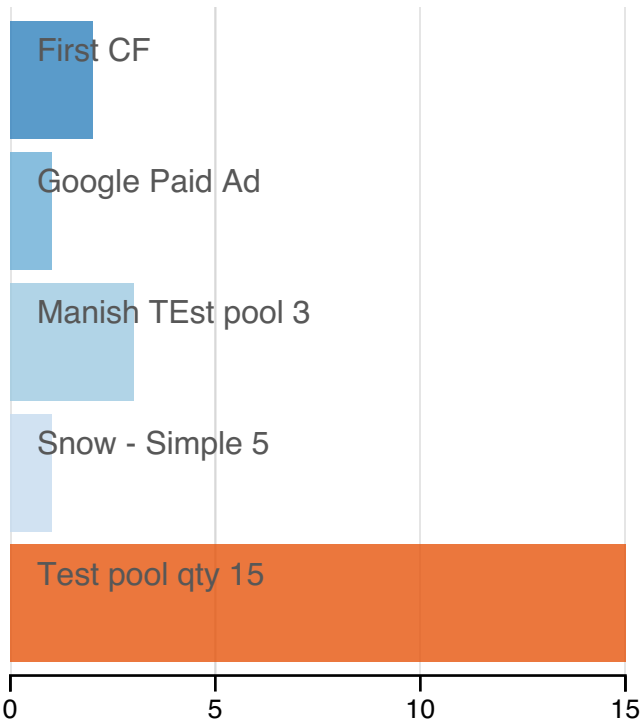 First CF
Google Paid Ad
Manish TEst pool 3
Snow - Simple 5
Test pool qty 15
0 5 10 15